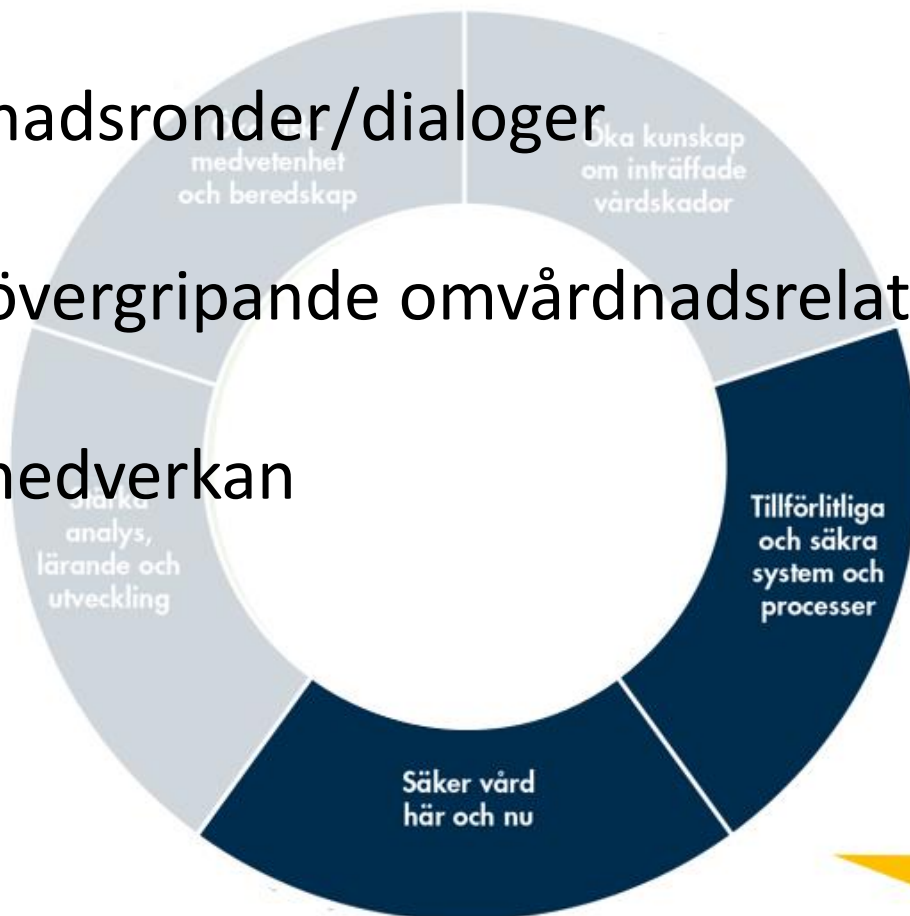 nadsronder/dialoger
medvetenhet
och beredskap
Öka kunskap
om inträffade
vårdskador
övergripande omvårdnadsrelat
medverkan
Stärka
analys,
lärande och
utveckling
Tillförlitliga
och säkra
system och
processer
Säker vård
här och nu